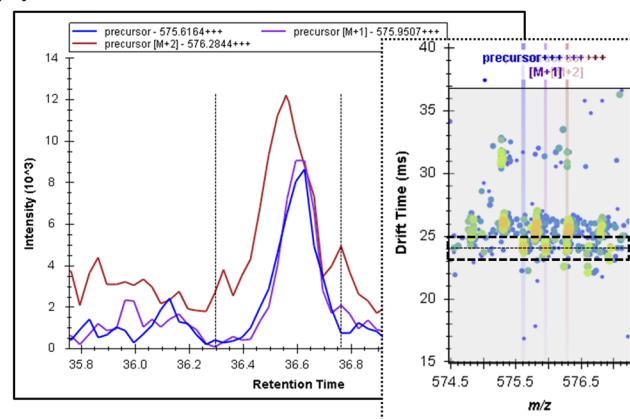 precursor - 575.6164+++
precursor [M+1] - 575.9507+++
precursor [M+2] - 576.2844+++
14
12
10
8
6
4
2
0
Intensity (10^3)
35.8 36.0 36.2 36.4 36.6 36.8
Retention Time
40
35
30
25
20
15
Drift Time (ms)
precursor+++
[M+1]
574.5 575.5 576.5
m/z